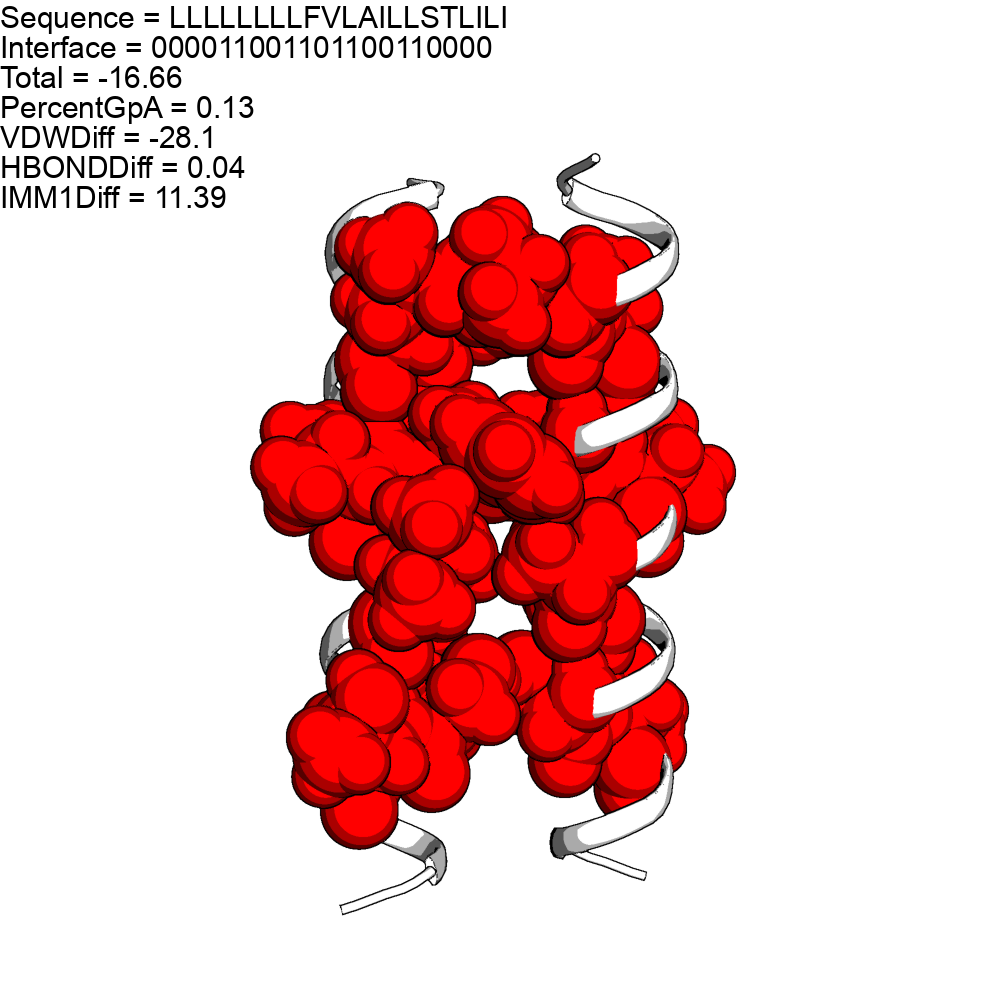 Sequence = LLLLLLLLFVLAILLSTLILI
Interface = 000011001101100110000
Total = -16.66
PercentGpA = 0.13
VDWDiff = -28.1
HBONDDiff = 0.04
IMM1Diff = 11.39